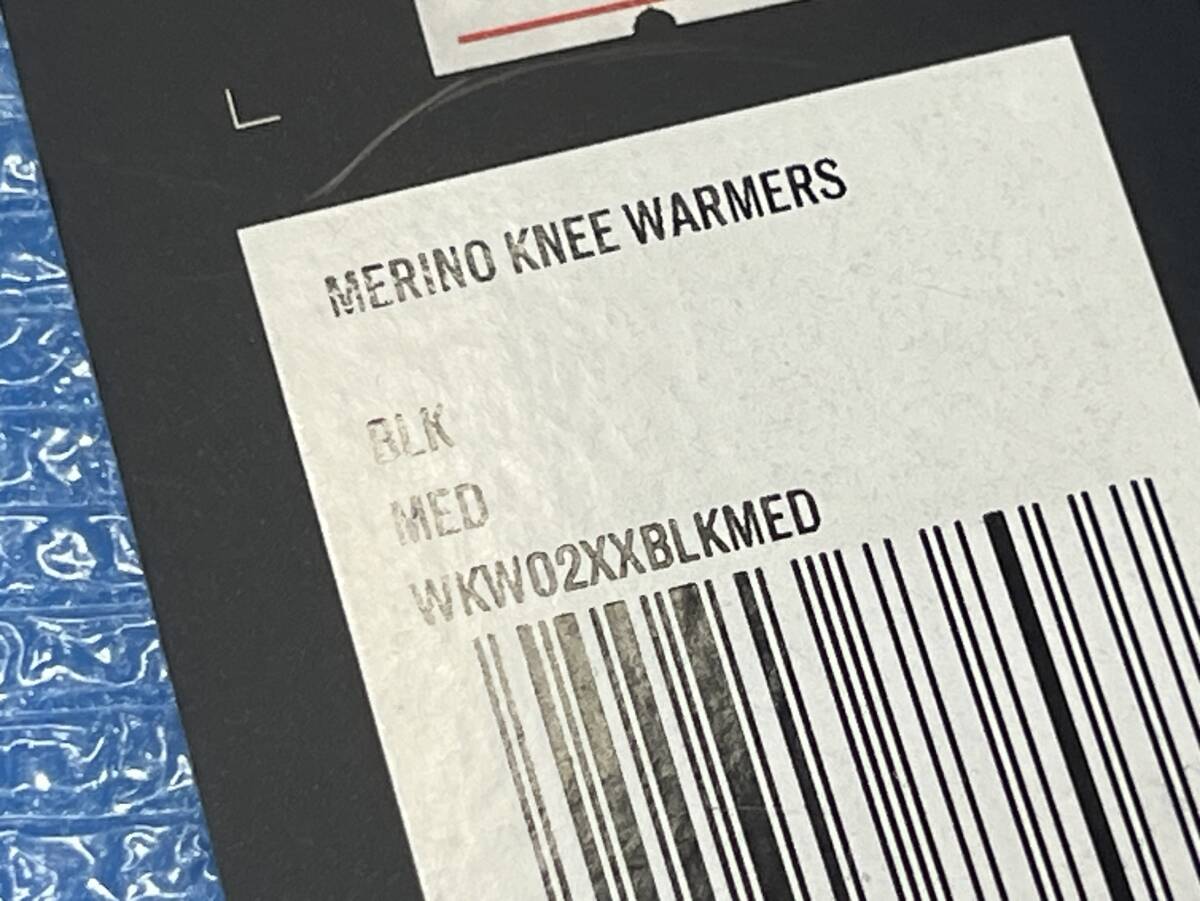 MERINO KNEE WARMERS
BLK
MED
WKW02XXBLKMED